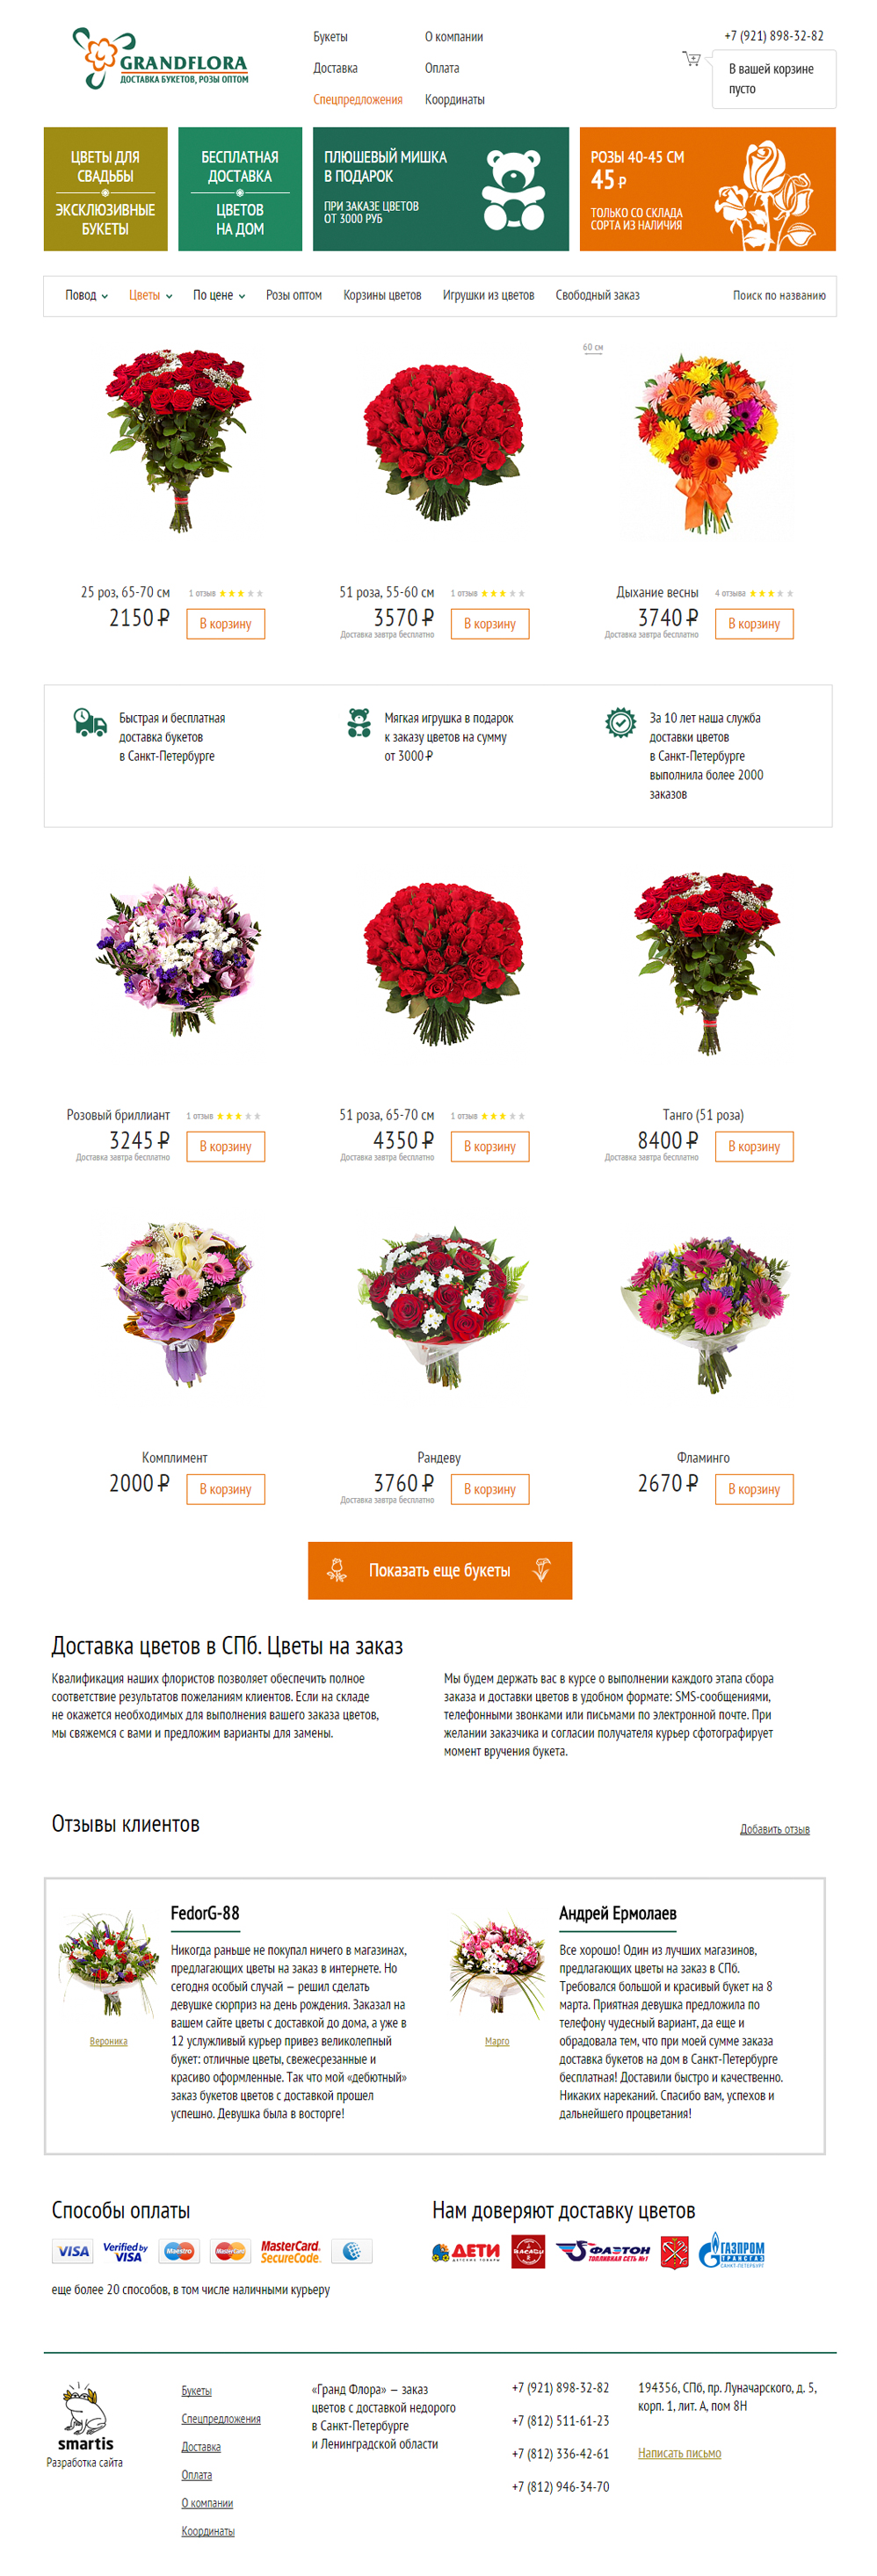 GRANDFLORA
ДОСТАВКА БУКЕТОВ, РОЗЫ ОПТОМ
Букеты
Доставка
Спецпредложения
О компании
Оплата
Координаты
+7 (921) 898-32-82
В вашей корзине
пусто
ЦВЕТЫ ДЛЯ
СВАДЬБЫ
ЭКСКЛЮЗИВНЫЕ
БУКЕТЫ
БЕСПЛАТНАЯ
ДОСТАВКА
ЦВЕТОВ
НА ДОМ
ПЛЮШЕВЫЙ МИШКА
В ПОДАРОК
ПРИ ЗАКАЗЕ ЦВЕТОВ
ОТ 3000 РУБ
РОЗЫ 40-45 СМ
45 Р
ТОЛЬКО СО СКЛАДА
СОРТА ИЗ НАЛИЧИЯ
Повод Цветы По цене Розы оптом Корзины цветов Игрушки из цветов Свободный заказ Поиск по названию
60 см
25 роз, 65-70 см 1 отзыв
2150 ₽ В корзину
51 роза, 55-60 см 1 отзыв
3570 ₽ В корзину
Доставка завтра бесплатно
Дыхание весны 4 отзыва
3740 ₽ В корзину
Доставка завтра бесплатно
Быстрая и бесплатная
доставка букетов
в Санкт-Петербурге
Мягкая игрушка в подарок
к заказу цветов на сумму
от 3000 ₽
За 10 лет наша служба
доставки цветов
в Санкт-Петербурге
выполнила более 2000
заказов
Розовый бриллиант 1 отзыв
3245 ₽ В корзину
Доставка завтра бесплатно
51 роза, 65-70 см 1 отзыв
4350 ₽ В корзину
Доставка завтра бесплатно
Танго (51 роза)
8400 ₽ В корзину
Доставка завтра бесплатно
Комплимент
2000 ₽ В корзину
Рандеву
3760 ₽ В корзину
Доставка завтра бесплатно
Фламинго
2670 ₽ В корзину
Показать еще букеты
Доставка цветов в СПб. Цветы на заказ
Квалификация наших флористов позволяет обеспечить полное
соответствие результатов пожеланиям клиентов. Если на складе
не окажется необходимых для выполнения вашего заказа цветов,
мы свяжемся с вами и предложим варианты для замены.
Мы будем держать вас в курсе о выполнении каждого этапа сбора
заказа и доставки цветов в удобном формате: SMS-сообщениями,
телефонными звонками или письмами по электронной почте. При
желании заказчика и согласии получателя курьер сфотографирует
момент вручения букета.
Отзывы клиентов
Добавить отзыв
FedorG-88
Никогда раньше не покупал ничего в магазинах,
предлагающих цветы на заказ в интернете. Но
сегодня особый случай — решил сделать
девушке сюрприз на день рождения. Заказал на
вашем сайте цветы с доставкой до дома, а уже в
12 услужливый курьер привез великолепный
букет: отличные цветы, свежесрезанные и
красиво оформленные. Так что мой «дебютный»
заказ букетов цветов с доставкой прошел
успешно. Девушка была в восторге!
Вероника
Андрей Ермолаев
Все хорошо! Один из лучших магазинов,
предлагающих цветы на заказ в СПб.
Требовался большой и красивый букет на 8
марта. Приятная девушка предложила по
телефону чудесный вариант, да еще и
обрадовала тем, что при моей сумме заказа
доставка букетов на дом в Санкт-Петербурге
бесплатная! Доставили быстро и качественно.
Никаких нареканий. Спасибо вам, успехов и
дальнейшего процветания!
Марго
Способы оплаты
VISA Verified by VISA Maestro MasterCard MasterCard. SecureCode.
еще более 20 способов, в том числе наличными курьеру
Нам доверяют доставку цветов
ДЕТИ
ФАЭТОН
ТОПЛИВНАЯ СЕТЬ №1
ГАЗПРОМ
ТРАНСГАЗ
САНКТ-ПЕТЕРБУРГ
smartis
Разработка сайта
Букеты
Спецпредложения
Доставка
Оплата
О компании
Координаты
«Гранд Флора» — заказ
цветов с доставкой недорого
в Санкт-Петербурге
и Ленинградской области
+7 (921) 898-32-82
+7 (812) 511-61-23
+7 (812) 336-42-61
+7 (812) 946-34-70
194356, СПб, пр. Луначарского, д. 5,
корп. 1, лит. А, пом 8Н
Написать письмо